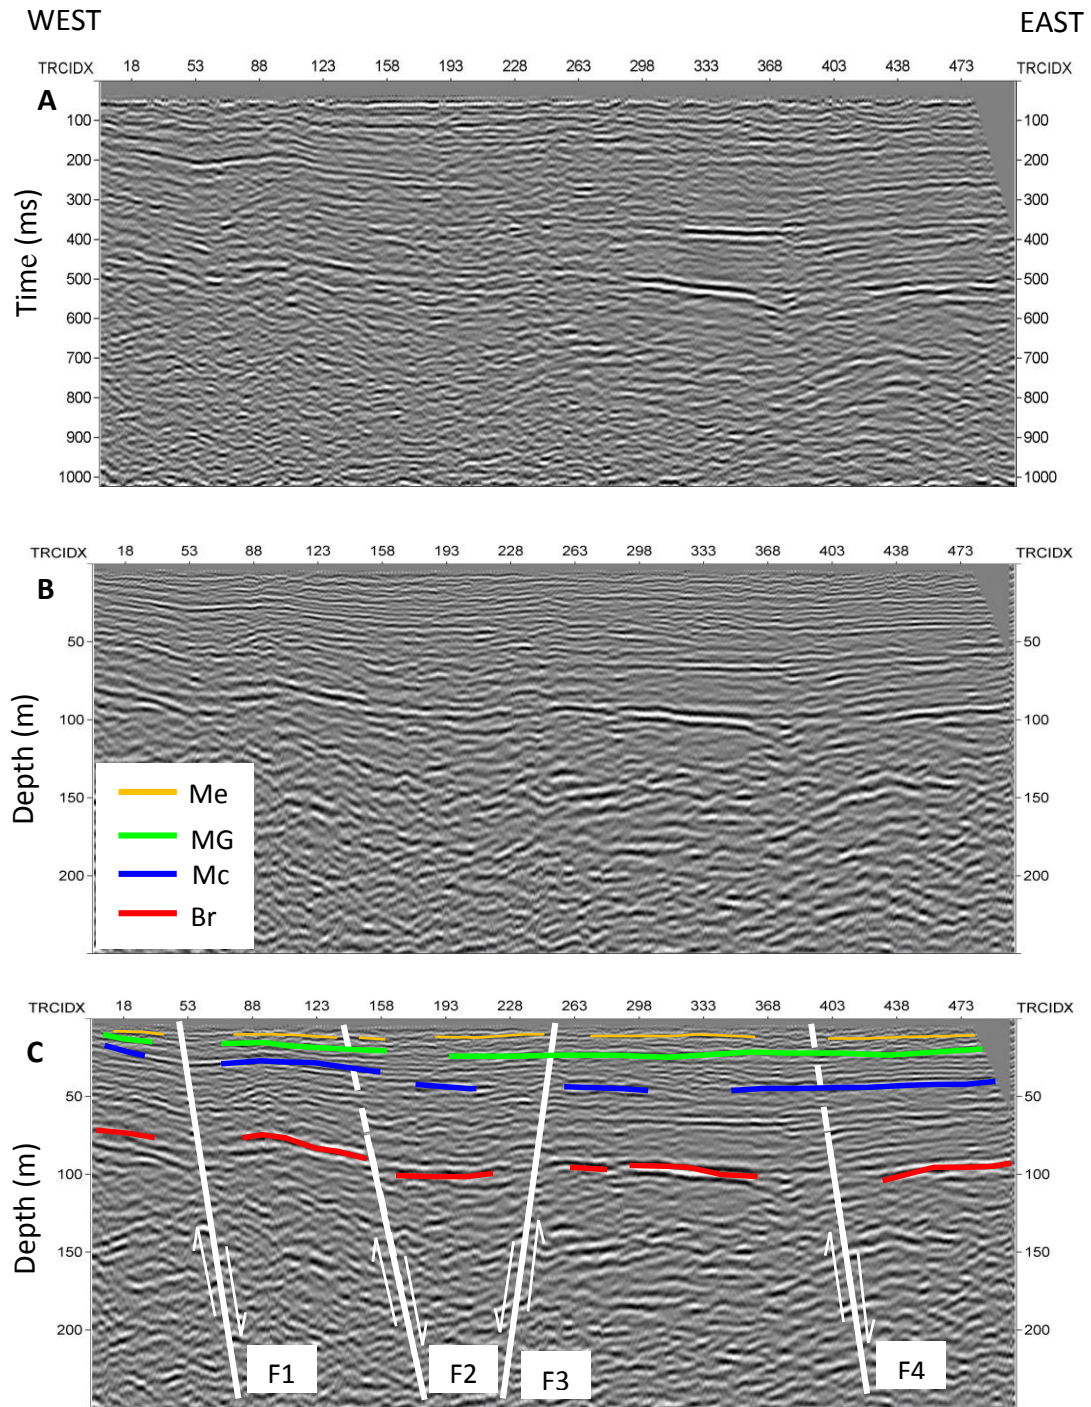 WEST EAST
TRCIDX 18 53 88 123 158 193 228 263 298 333 368 403 438 473 TRCIDX
A
Time (ms)
100 100
200 200
300 300
400 400
500 500
600 600
700 700
800 800
900 900
1000 1000
TRCIDX 18 53 88 123 158 193 228 263 298 333 368 403 438 473 TRCIDX
B
Depth (m)
50 50
100 100
150 150
200 200
Me
MG
Mc
Br
TRCIDX 18 53 88 123 158 193 228 263 298 333 368 403 438 473 TRCIDX
C
Depth (m)
50 50
100 100
150 150
200 200
F1 F2 F3 F4